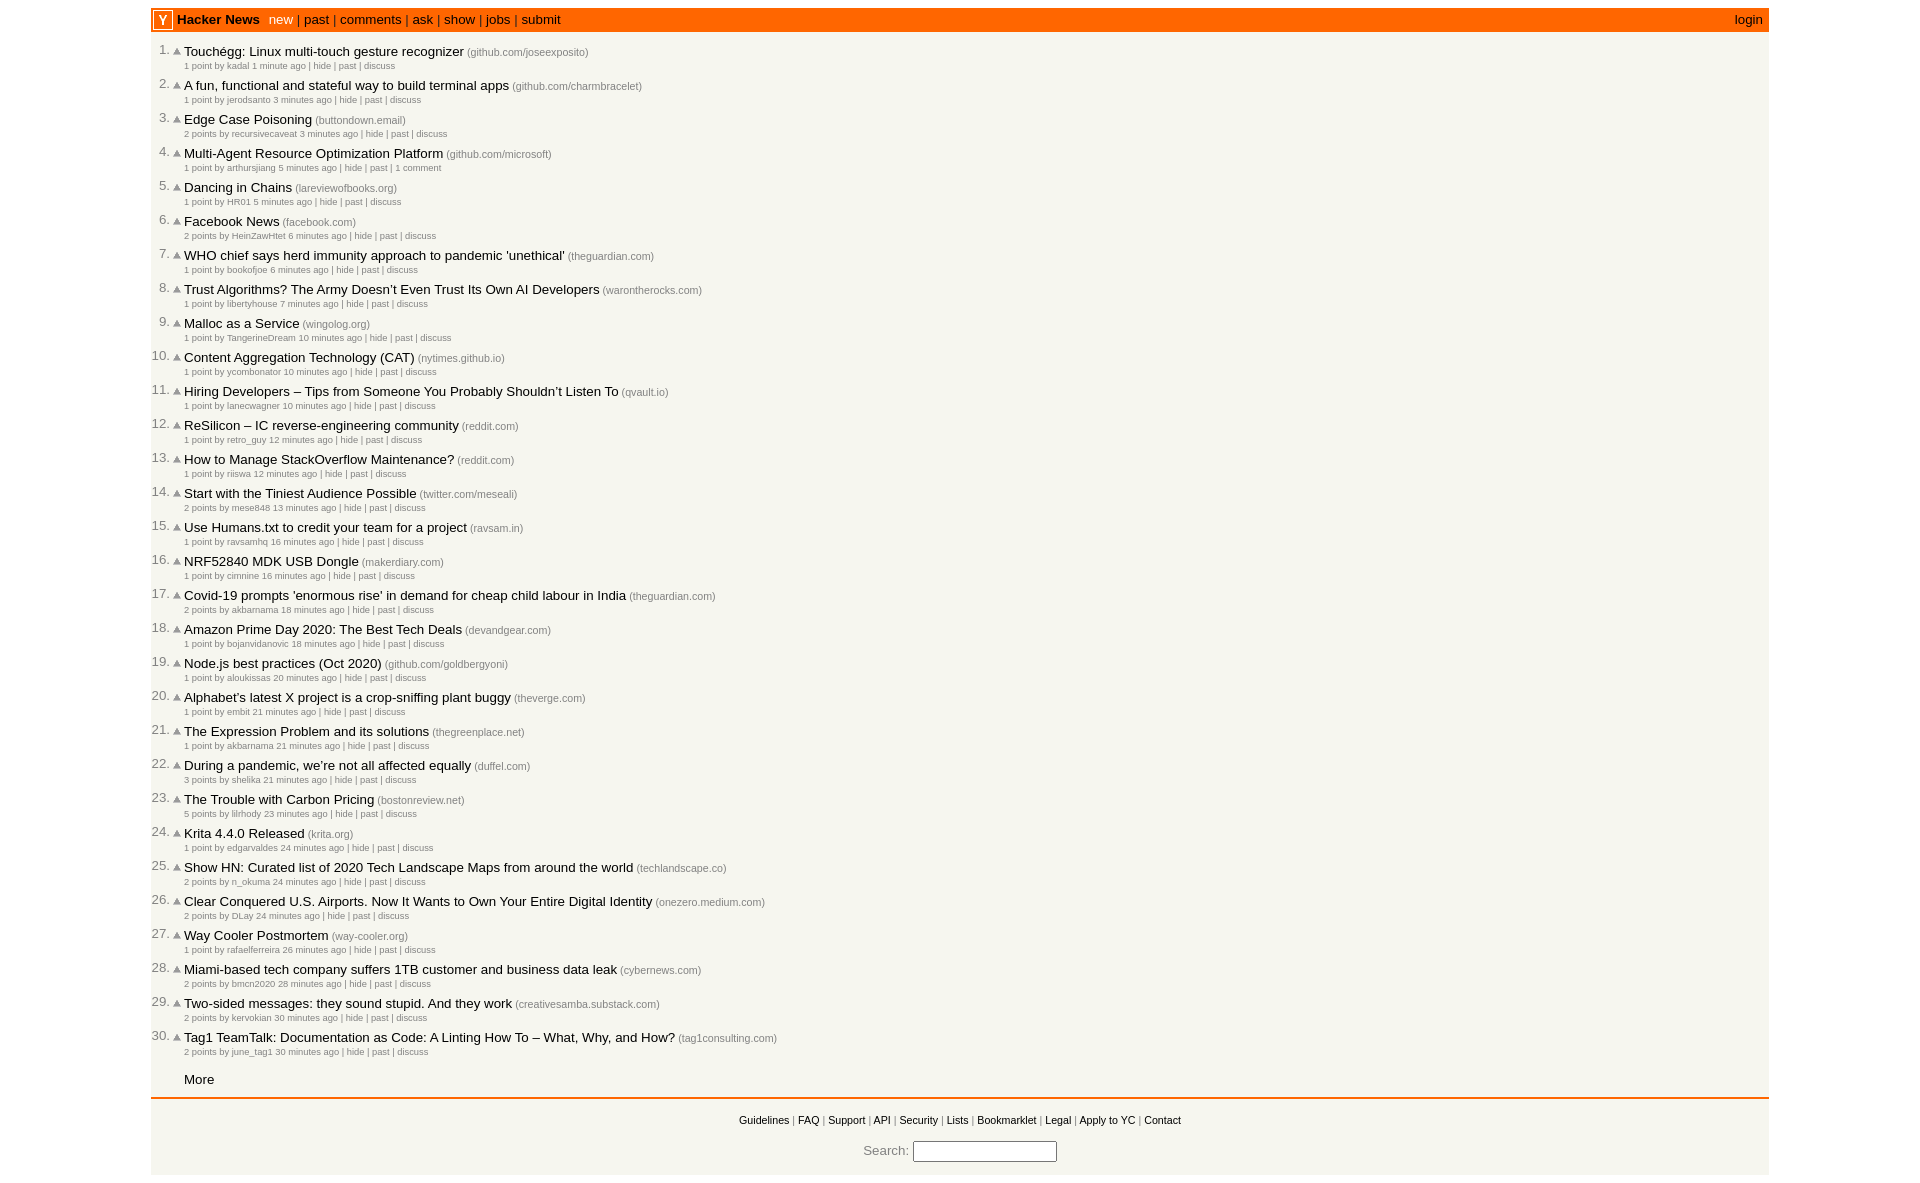 Y Hacker News new | past | comments | ask | show | jobs | submit login
1. Touchégg: Linux multi-touch gesture recognizer (github.com/joseexposito)
1 point by kadal 1 minute ago | hide | past | discuss
2. A fun, functional and stateful way to build terminal apps (github.com/charmbracelet)
1 point by jerodsanto 3 minutes ago | hide | past | discuss
3. Edge Case Poisoning (buttondown.email)
2 points by recursivecaveat 3 minutes ago | hide | past | discuss
4. Multi-Agent Resource Optimization Platform (github.com/microsoft)
1 point by arthursjiang 5 minutes ago | hide | past | 1 comment
5. Dancing in Chains (lareviewofbooks.org)
1 point by HR01 5 minutes ago | hide | past | discuss
6. Facebook News (facebook.com)
2 points by HeinZawHtet 6 minutes ago | hide | past | discuss
7. WHO chief says herd immunity approach to pandemic 'unethical' (theguardian.com)
1 point by bookofjoe 6 minutes ago | hide | past | discuss
8. Trust Algorithms? The Army Doesn’t Even Trust Its Own AI Developers (warontherocks.com)
1 point by libertyhouse 7 minutes ago | hide | past | discuss
9. Malloc as a Service (wingolog.org)
1 point by TangerineDream 10 minutes ago | hide | past | discuss
10. Content Aggregation Technology (CAT) (nytimes.github.io)
1 point by ycombonator 10 minutes ago | hide | past | discuss
11. Hiring Developers – Tips from Someone You Probably Shouldn’t Listen To (qvault.io)
1 point by lanecwagner 10 minutes ago | hide | past | discuss
12. ReSilicon – IC reverse-engineering community (reddit.com)
1 point by retro_guy 12 minutes ago | hide | past | discuss
13. How to Manage StackOverflow Maintenance? (reddit.com)
1 point by riiswa 12 minutes ago | hide | past | discuss
14. Start with the Tiniest Audience Possible (twitter.com/meseali)
2 points by mese848 13 minutes ago | hide | past | discuss
15. Use Humans.txt to credit your team for a project (ravsam.in)
1 point by ravsamhq 16 minutes ago | hide | past | discuss
16. NRF52840 MDK USB Dongle (makerdiary.com)
1 point by cimnine 16 minutes ago | hide | past | discuss
17. Covid-19 prompts 'enormous rise' in demand for cheap child labour in India (theguardian.com)
2 points by akbarnama 18 minutes ago | hide | past | discuss
18. Amazon Prime Day 2020: The Best Tech Deals (devandgear.com)
1 point by bojanvidanovic 18 minutes ago | hide | past | discuss
19. Node.js best practices (Oct 2020) (github.com/goldbergyoni)
1 point by aloukissas 20 minutes ago | hide | past | discuss
20. Alphabet’s latest X project is a crop-sniffing plant buggy (theverge.com)
1 point by embit 21 minutes ago | hide | past | discuss
21. The Expression Problem and its solutions (thegreenplace.net)
1 point by akbarnama 21 minutes ago | hide | past | discuss
22. During a pandemic, we’re not all affected equally (duffel.com)
3 points by shelika 21 minutes ago | hide | past | discuss
23. The Trouble with Carbon Pricing (bostonreview.net)
5 points by lilrhody 23 minutes ago | hide | past | discuss
24. Krita 4.4.0 Released (krita.org)
1 point by edgarvaldes 24 minutes ago | hide | past | discuss
25. Show HN: Curated list of 2020 Tech Landscape Maps from around the world (techlandscape.co)
2 points by n_okuma 24 minutes ago | hide | past | discuss
26. Clear Conquered U.S. Airports. Now It Wants to Own Your Entire Digital Identity (onezero.medium.com)
2 points by DLay 24 minutes ago | hide | past | discuss
27. Way Cooler Postmortem (way-cooler.org)
1 point by rafaelferreira 26 minutes ago | hide | past | discuss
28. Miami-based tech company suffers 1TB customer and business data leak (cybernews.com)
2 points by bmcn2020 28 minutes ago | hide | past | discuss
29. Two-sided messages: they sound stupid. And they work (creativesamba.substack.com)
2 points by kervokian 30 minutes ago | hide | past | discuss
30. Tag1 TeamTalk: Documentation as Code: A Linting How To – What, Why, and How? (tag1consulting.com)
2 points by june_tag1 30 minutes ago | hide | past | discuss
More
Guidelines | FAQ | Support | API | Security | Lists | Bookmarklet | Legal | Apply to YC | Contact
Search: